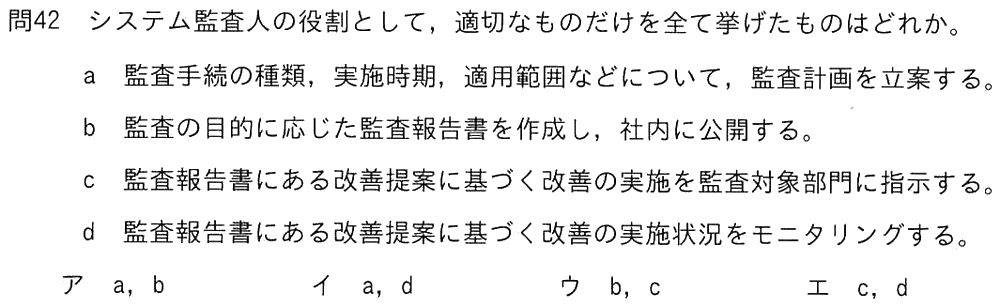 問42 システム監査人の役割として，適切なものだけを全て挙げたものはどれか。
a 監査手続の種類，実施時期，適用範囲などについて，監査計画を立案する。
b 監査の目的に応じた監査報告書を作成し，社内に公開する。
c 監査報告書にある改善提案に基づく改善の実施を監査対象部門に指示する。
d 監査報告書にある改善提案に基づく改善の実施状況をモニタリングする。
ア a，b イ a，d ウ b，c エ c，d